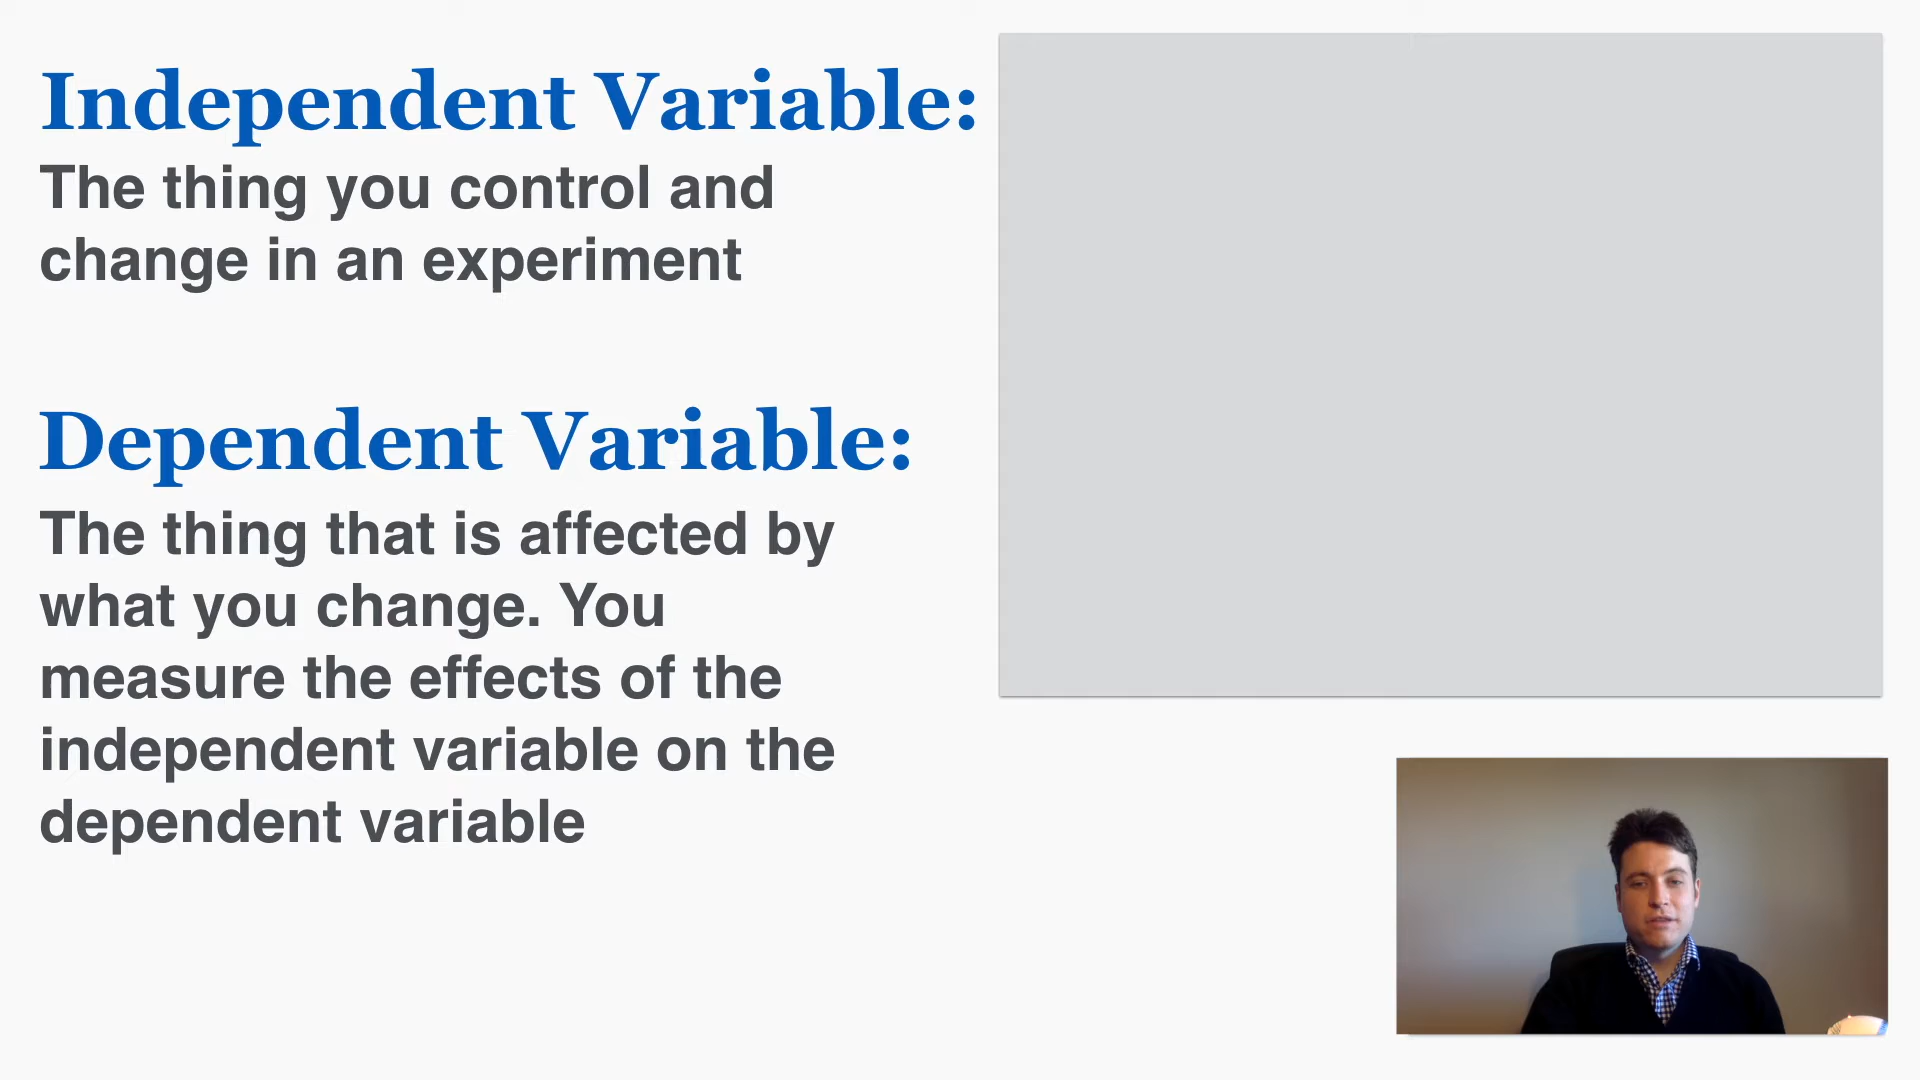 Independent Variable:
The thing you control and
change in an experiment
Dependent Variable:
The thing that is affected by
what you change. You
measure the effects of the
independent variable on the
dependent variable